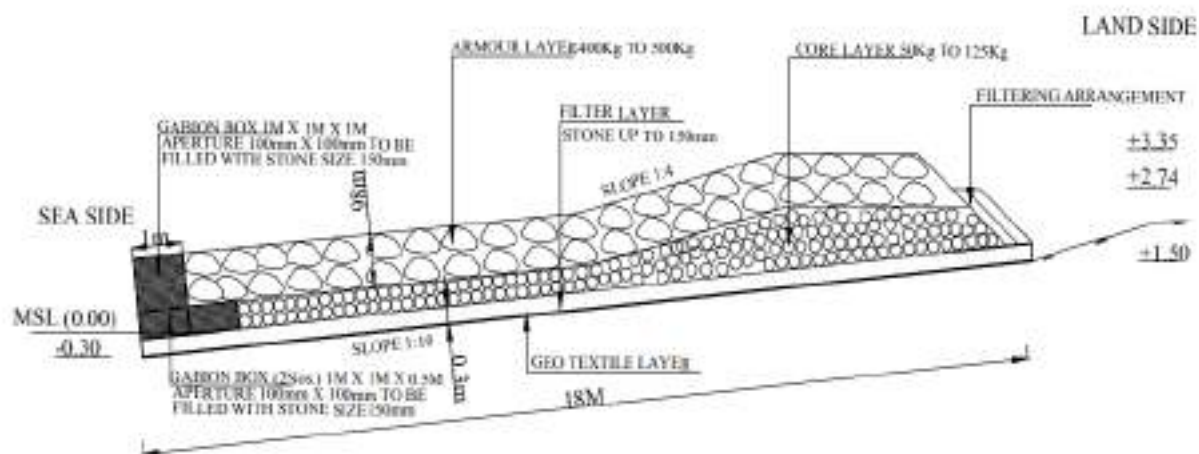 LAND SIDE
ARMOUR LAYER 400Kg TO 500Kg
CORE LAYER 50Kg TO 125Kg
FILTERING ARRANGEMENT
FILTER LAYER
STONE UP TO 150mm
GABION BOX 1M X 1M X 1M
APERTURE 100mm X 100mm TO BE
FILLED WITH STONE SIZE 150mm
+3.35
+2.74
SLOPE 1:4
SEA SIDE
+1.50
MSL (0.00)
-0.30
SLOPE 1:10
GEO TEXTILE LAYER
GABION BOX (2Nos.) 1M X 1M X 0.5M
APERTURE 100mm X 100mm TO BE
FILLED WITH STONE SIZE 150mm
18M